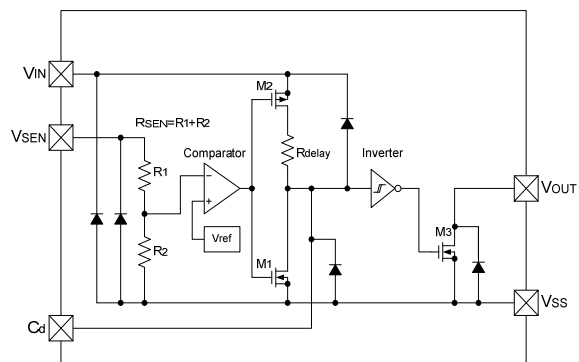 VIN
M2
VSEN
RSEN=R1+R2
Comparator
Rdelay
Inverter
R1
−
+
VOUT
Vref
R2
M3
M1
VSS
Cd